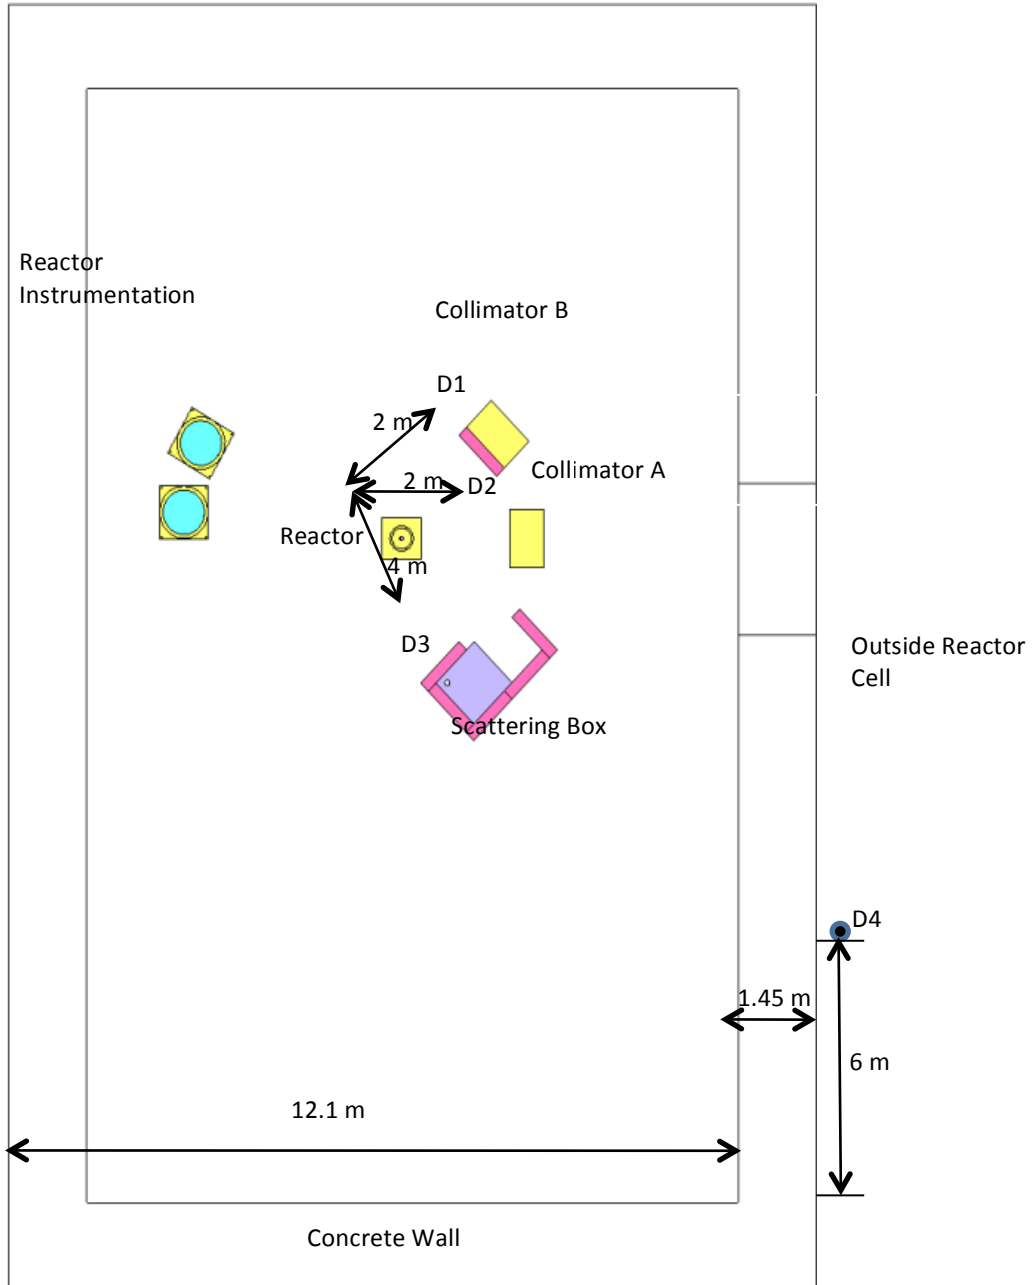 Reactor
Instrumentation
Collimator B
D1
2 m
Collimator A
2 m
D2
Reactor
4 m
D3
Outside Reactor
Cell
Scattering Box
D4
1.45 m
6 m
12.1 m
Concrete Wall